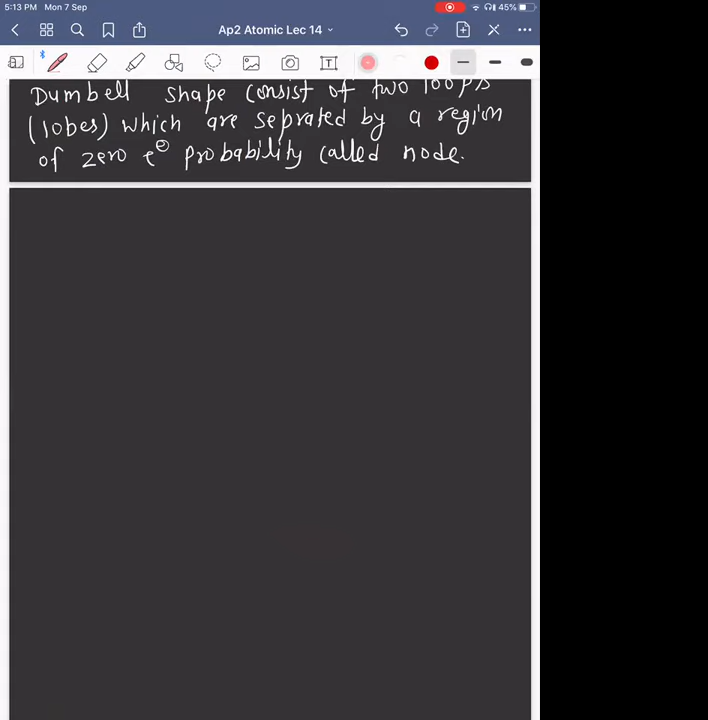 5:13 PM Mon 7 Sep
45%
Ap2 Atomic Lec 14
T
Dumbell shape consist of two loops
(lobes) which are seprated by a region
of zero e⊖ probability called node.